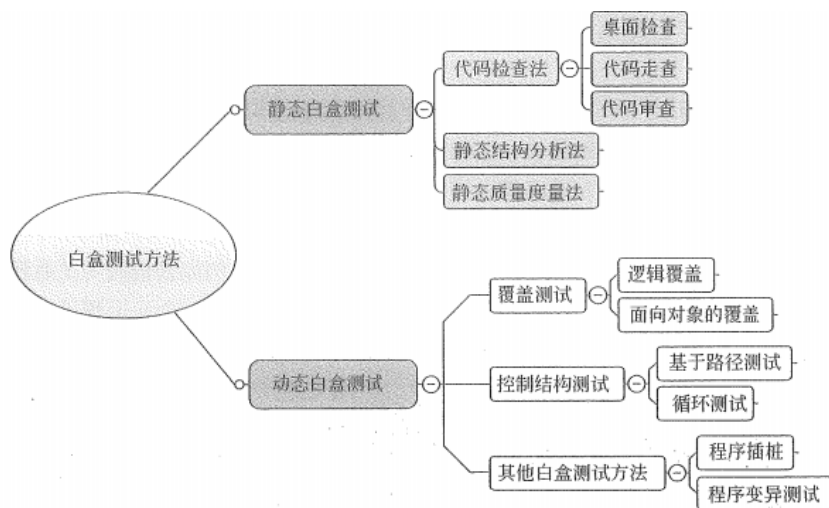 白盒测试方法
静态白盒测试
代码检查法
桌面检查
代码走查
代码审查
静态结构分析法
静态质量度量法
动态白盒测试
覆盖测试
逻辑覆盖
面向对象的覆盖
控制结构测试
基于路径测试
循环测试
其他白盒测试方法
程序插桩
程序变异测试